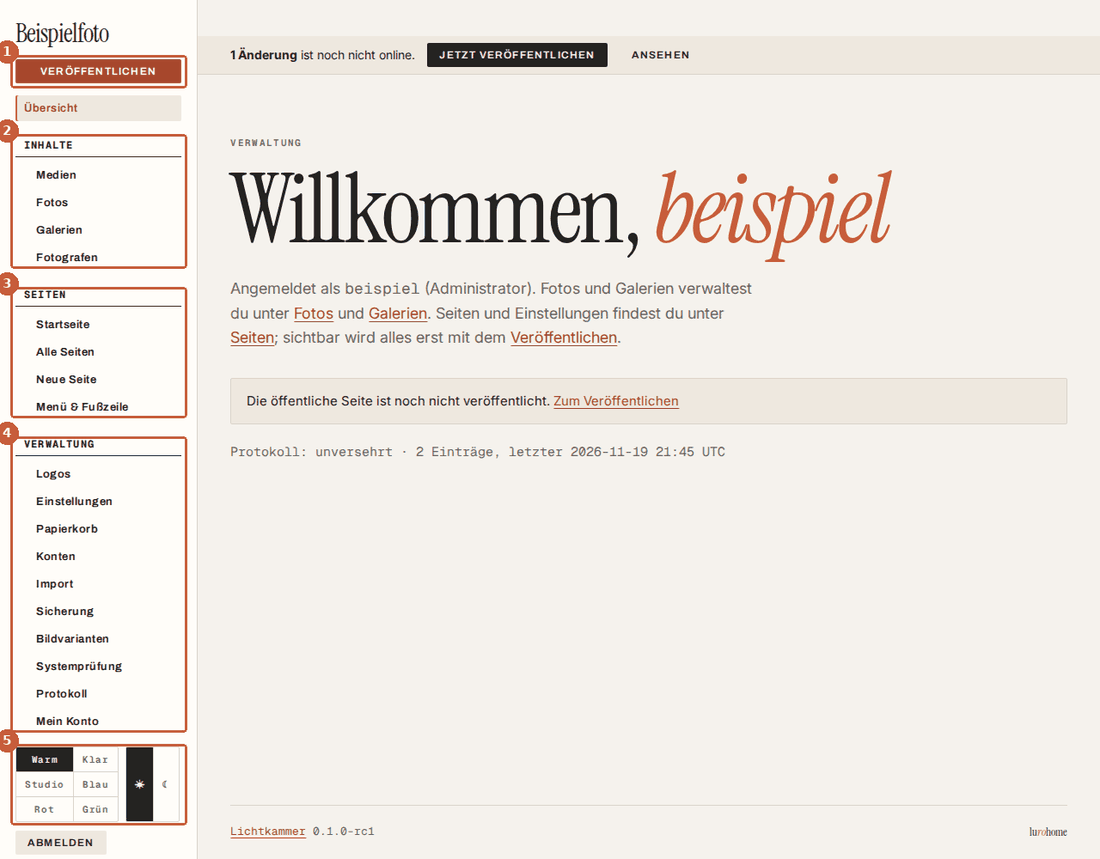 Beispielfoto
1
VERÖFFENTLICHEN
Übersicht
2
INHALTE
Medien
Fotos
Galerien
Fotografen
3
SEITEN
Startseite
Alle Seiten
Neue Seite
Menü & Fußzeile
4
VERWALTUNG
Logos
Einstellungen
Papierkorb
Konten
Import
Sicherung
Bildvarianten
Systemprüfung
Protokoll
Mein Konto
5
Warm Klar
Studio Blau
Rot Grün
ABMELDEN
1 Änderung ist noch nicht online. JETZT VERÖFFENTLICHEN ANSEHEN
VERWALTUNG
Willkommen, beispiel
Angemeldet als beispiel (Administrator). Fotos und Galerien verwaltest
du unter Fotos und Galerien. Seiten und Einstellungen findest du unter
Seiten; sichtbar wird alles erst mit dem Veröffentlichen.
Die öffentliche Seite ist noch nicht veröffentlicht. Zum Veröffentlichen
Protokoll: unversehrt · 2 Einträge, letzter 2026-11-19 21:45 UTC
Lichtkammer 0.1.0-rc1
lurohome